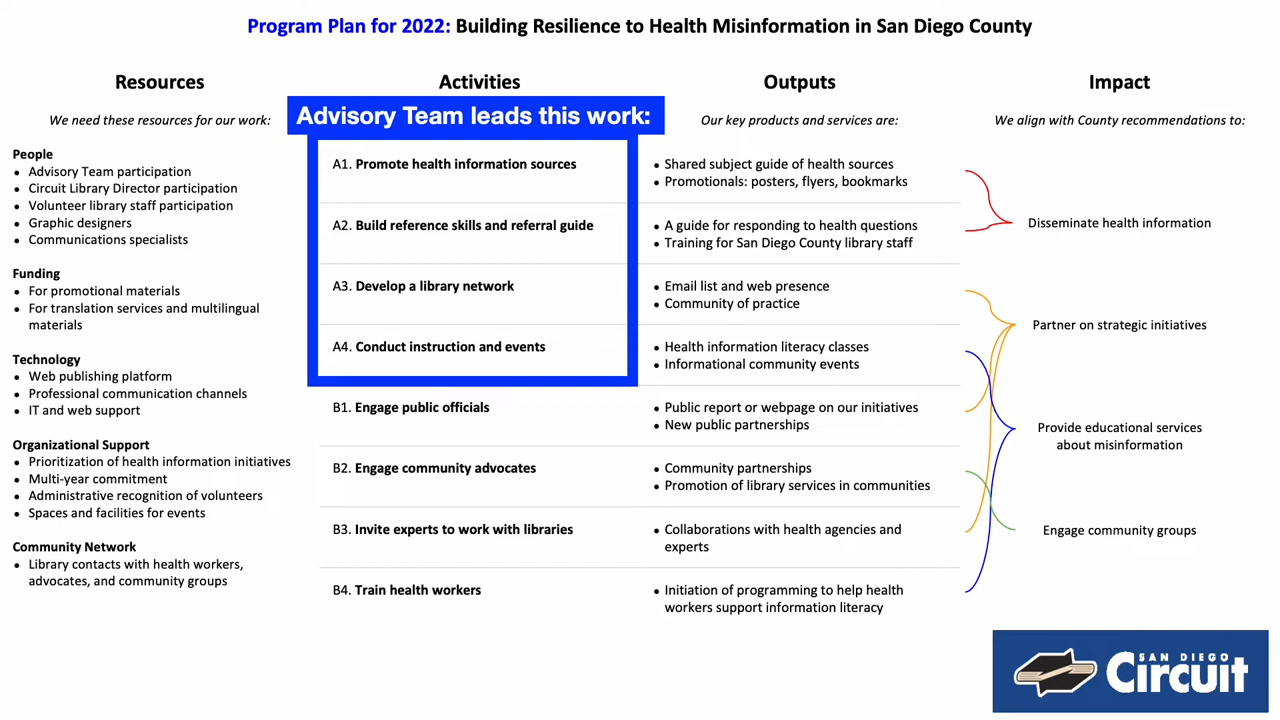 Program Plan for 2022: Building Resilience to Health Misinformation in San Diego County
Resources
We need these resources for our work:
People
• Advisory Team participation
• Circuit Library Director participation
• Volunteer library staff participation
• Graphic designers
• Communications specialists
Funding
• For promotional materials
• For translation services and multilingual
materials
Technology
• Web publishing platform
• Professional communication channels
• IT and web support
Organizational Support
• Prioritization of health information initiatives
• Multi-year commitment
• Administrative recognition of volunteers
• Spaces and facilities for events
Community Network
• Library contacts with health workers,
advocates, and community groups
Activities
Advisory Team leads this work:
A1. Promote health information sources
A2. Build reference skills and referral guide
A3. Develop a library network
A4. Conduct instruction and events
B1. Engage public officials
B2. Engage community advocates
B3. Invite experts to work with libraries
B4. Train health workers
Outputs
Our key products and services are:
• Shared subject guide of health sources
• Promotionals: posters, flyers, bookmarks
• A guide for responding to health questions
• Training for San Diego County library staff
• Email list and web presence
• Community of practice
• Health information literacy classes
• Informational community events
• Public report or webpage on our initiatives
• New public partnerships
• Community partnerships
• Promotion of library services in communities
• Collaborations with health agencies and
experts
• Initiation of programming to help health
workers support information literacy
Impact
We align with County recommendations to:
Disseminate health information
Partner on strategic initiatives
Provide educational services
about misinformation
Engage community groups
SAN DIEGO
Circuit